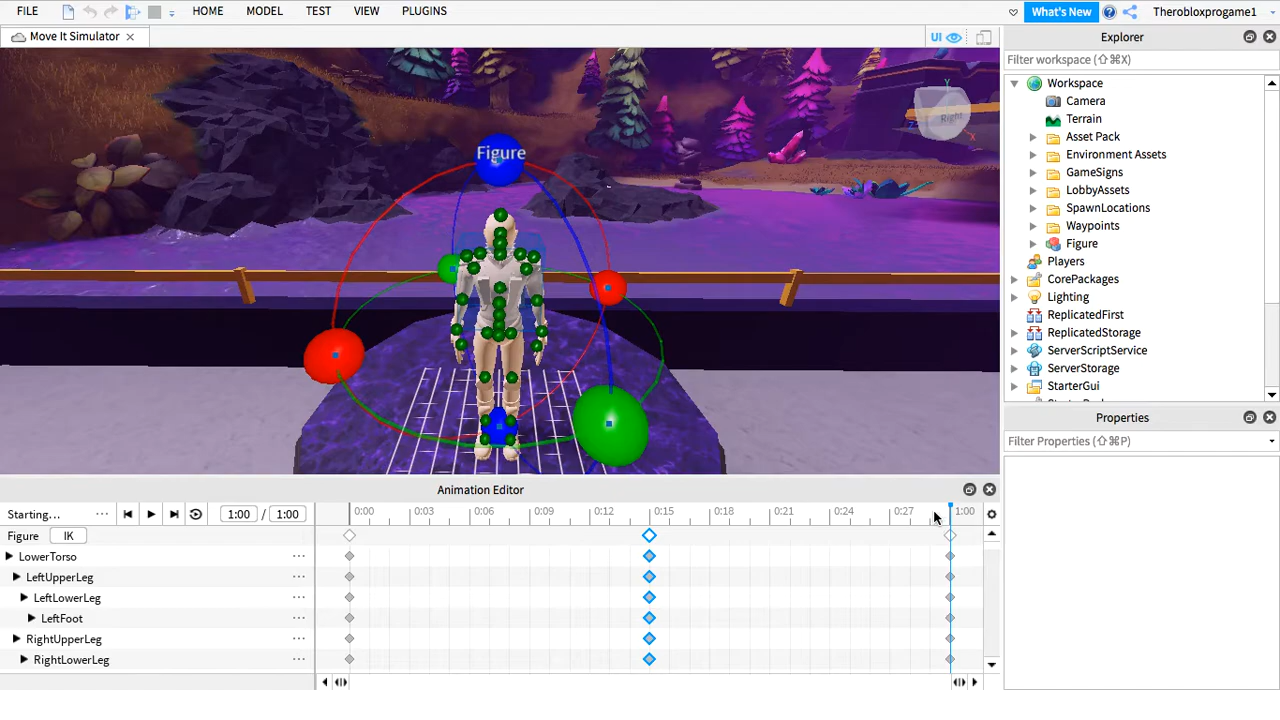 FILE HOME MODEL TEST VIEW PLUGINS What's New Therobloxprogame1
Move It Simulator UI
Explorer
Filter workspace (⇧⌘X)
Workspace
Camera
Terrain
Asset Pack
Environment Assets
GameSigns
LobbyAssets
SpawnLocations
Waypoints
Figure
Players
CorePackages
Lighting
ReplicatedFirst
ReplicatedStorage
ServerScriptService
ServerStorage
StarterGui
Y
Right
X
Figure
Properties
Filter Properties (⇧⌘P)
Animation Editor
Starting... 1:00 / 1:00 0:00 0:03 0:06 0:09 0:12 0:15 0:18 0:21 0:24 0:27 1:00
Figure IK
LowerTorso
LeftUpperLeg
LeftLowerLeg
LeftFoot
RightUpperLeg
RightLowerLeg